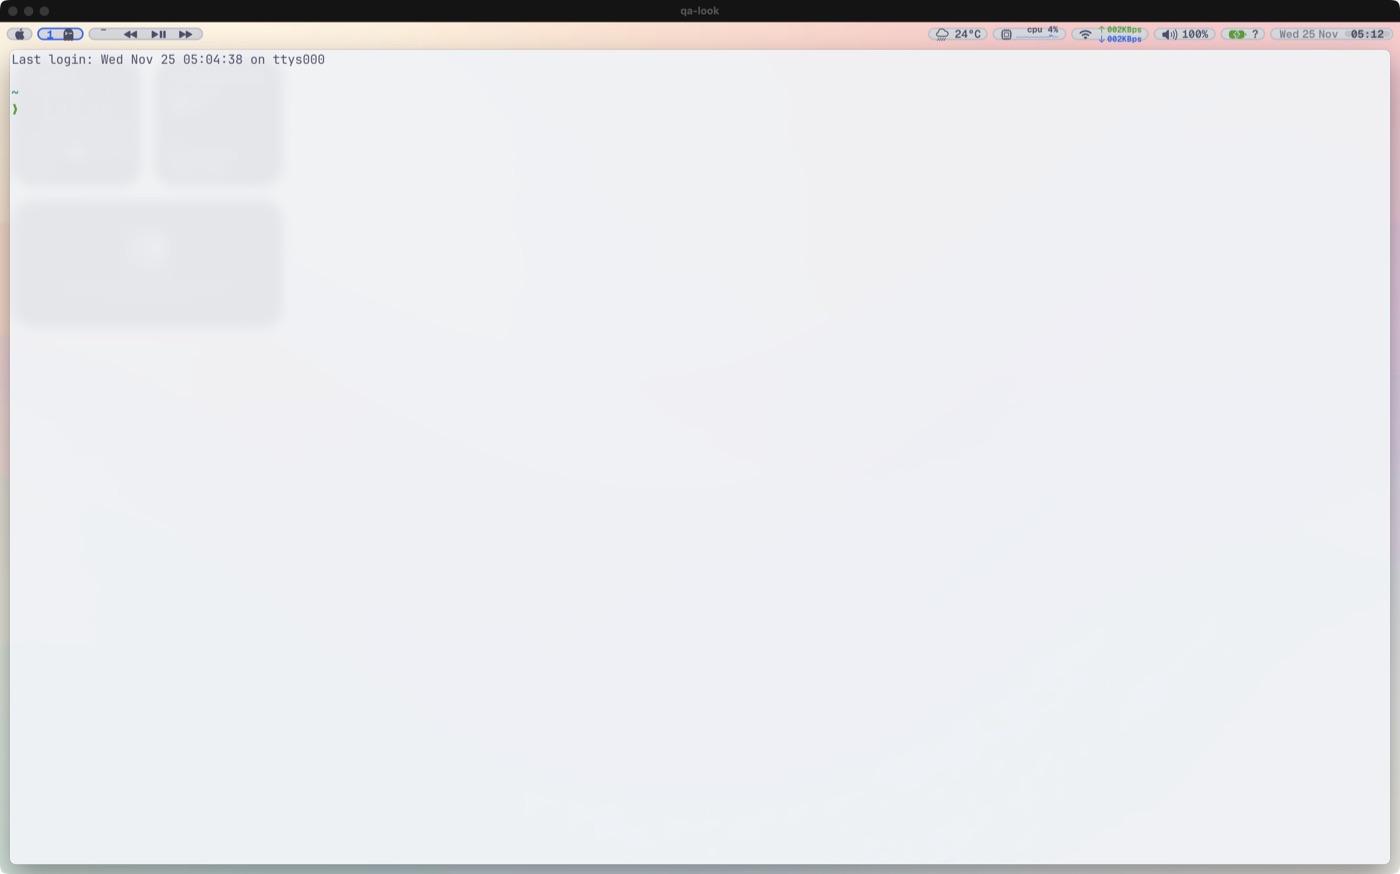 qa-look
1
24°C
cpu 4%
↑ 002KBps
↓ 002KBps
100%
?
Wed 25 Nov 05:12
Last login: Wed Nov 25 05:04:38 on ttys000
~
❯